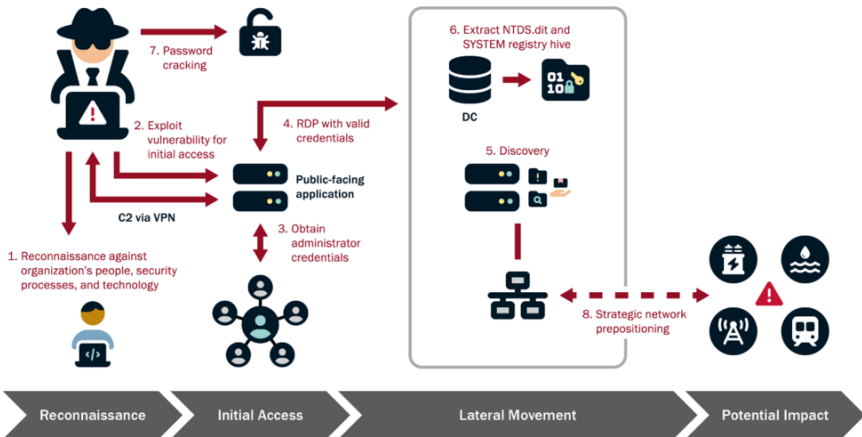 7. Password
cracking
6. Extract NTDS.dit and
SYSTEM registry hive
01
10
DC
2. Exploit
vulnerability for
initial access
4. RDP with valid
credentials
5. Discovery
Public-facing
application
C2 via VPN
3. Obtain
administrator
credentials
1. Reconnaissance against
organization's people, security
processes, and technology
</>
8. Strategic network
prepositioning
Reconnaissance
Initial Access
Lateral Movement
Potential Impact